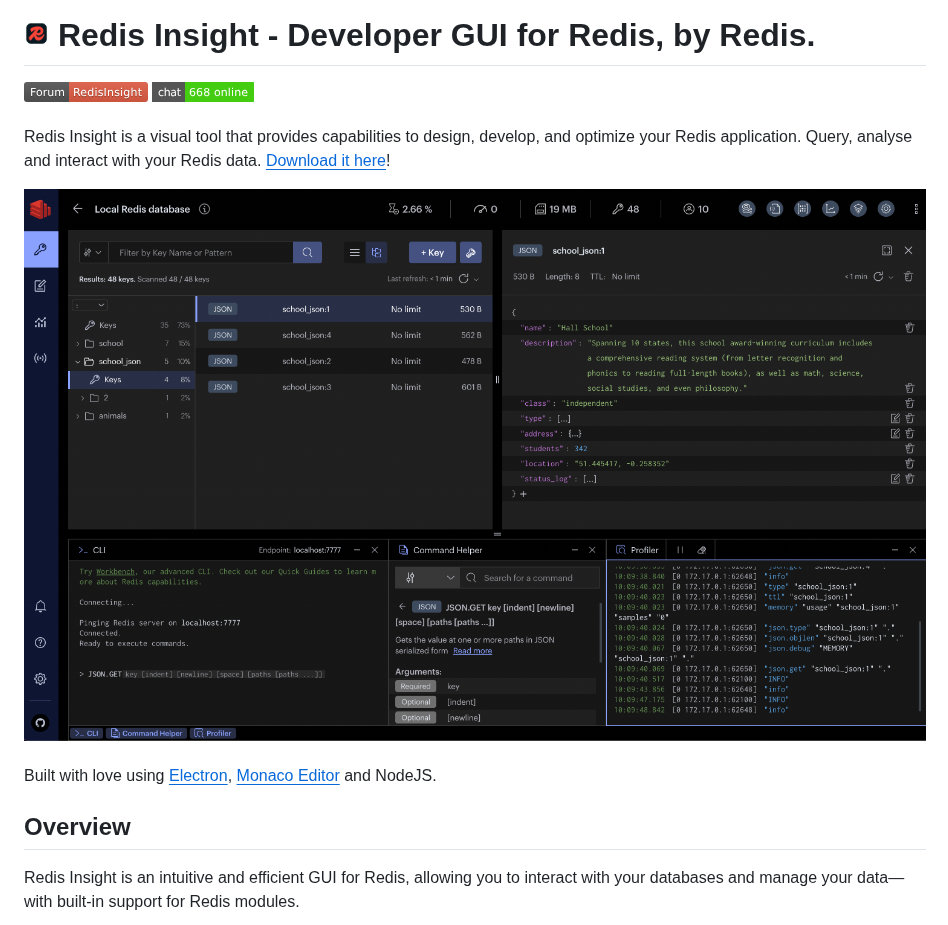 Redis Insight - Developer GUI for Redis, by Redis.
Forum RedisInsight chat 668 online
Redis Insight is a visual tool that provides capabilities to design, develop, and optimize your Redis application. Query, analyse
and interact with your Redis data. Download it here!
Local Redis database 2.66 % 0 19 MB 48 10
Filter by Key Name or Pattern + Key
Results: 48 keys. Scanned 48 / 48 keys Last refresh: < 1 min
Keys 35 73%
school 7 15%
school_json 5 10%
Keys 4 8%
2 1 2%
animals 1 2%
JSON school_json:1 No limit 530 B
JSON school_json:4 No limit 562 B
JSON school_json:2 No limit 478 B
JSON school_json:3 No limit 601 B
JSON school_json:1
530 B Length: 8 TTL: No limit < 1 min
{
"name": "Hall School"
"description": "Spanning 10 states, this school award-winning curriculum includes
a comprehensive reading system (from letter recognition and
phonics to reading full-length books), as well as math, science,
social studies, and even philosophy."
"class": "independent"
"type": [...]
"address": {...}
"students": 342
"location": "51.445417, -0.258352"
"status_log": [...]
} +
>_ CLI Endpoint: localhost:7777
Try Workbench, our advanced CLI. Check out our Quick Guides to learn m
ore about Redis capabilities.
Connecting...
Pinging Redis server on localhost:7777
Connected.
Ready to execute commands.
> JSON.GET key [indent] [newline] [space] [paths [paths ...]]
Command Helper
Search for a command
JSON JSON.GET key [indent] [newline]
[space] [paths [paths ...]]
Gets the value at one or more paths in JSON
serialized form Read more
Arguments:
Required key
Optional [indent]
Optional [newline]
Profiler
10:09:38.840 [0 172.17.0.1:62648] "info"
10:09:40.021 [0 172.17.0.1:62650] "type" "school_json:1"
10:09:40.023 [0 172.17.0.1:62650] "ttl" "school_json:1"
10:09:40.023 [0 172.17.0.1:62650] "memory" "usage" "school_json:1"
"samples" "0"
10:09:40.024 [0 172.17.0.1:62650] "json.type" "school_json:1" "."
10:09:40.028 [0 172.17.0.1:62650] "json.objlen" "school_json:1" "."
10:09:40.067 [0 172.17.0.1:62650] "json.debug" "MEMORY"
"school_json:1" "."
10:09:40.069 [0 172.17.0.1:62650] "json.get" "school_json:1" "."
10:09:40.517 [0 172.17.0.1:62100] "INFO"
10:09:43.856 [0 172.17.0.1:62648] "info"
10:09:47.175 [0 172.17.0.1:62100] "INFO"
10:09:48.842 [0 172.17.0.1:62648] "info"
>_ CLI Command Helper Profiler
Built with love using Electron, Monaco Editor and NodeJS.
Overview
Redis Insight is an intuitive and efficient GUI for Redis, allowing you to interact with your databases and manage your data—
with built-in support for Redis modules.